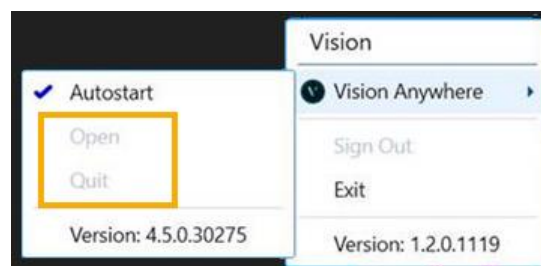 Vision
Vision Anywhere
Sign Out
Exit
Version: 1.2.0.1119
Autostart
Open
Quit
Version: 4.5.0.30275